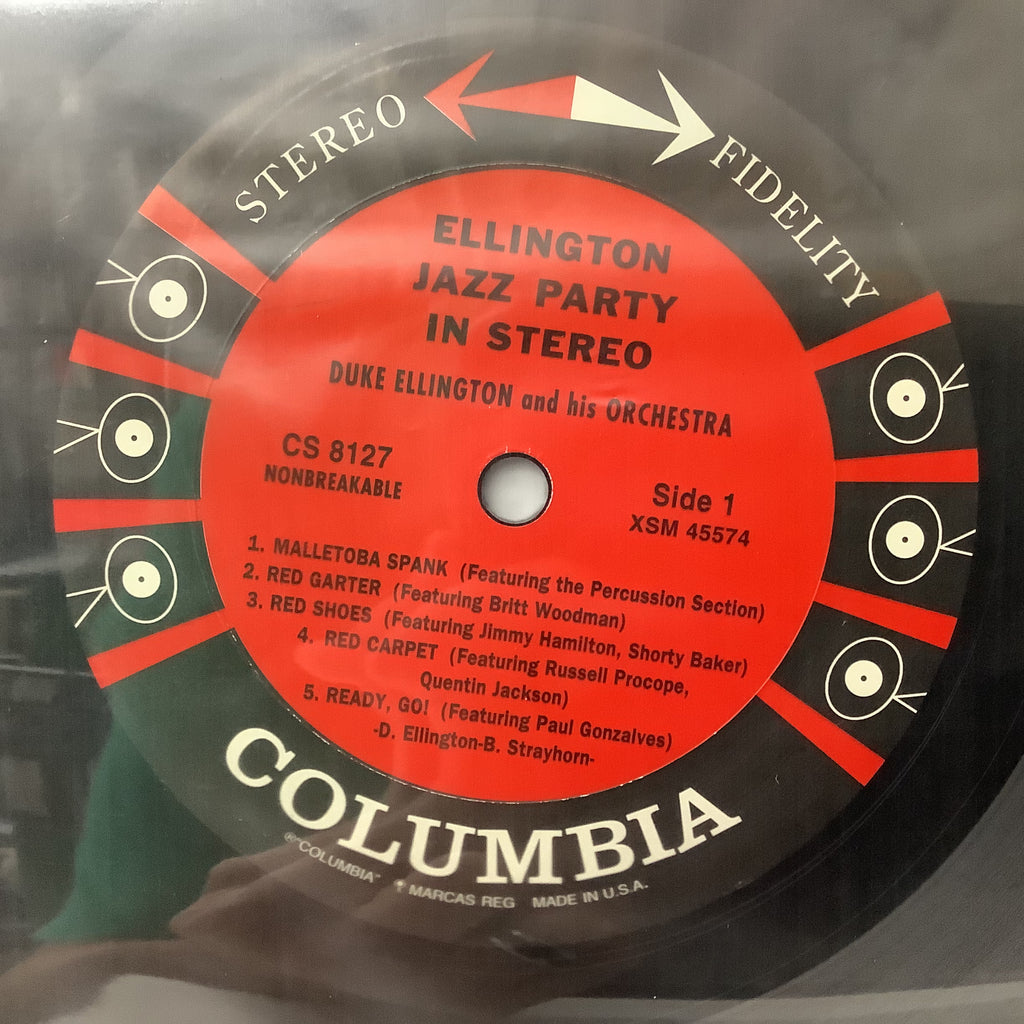 STEREO FIDELITY
ELLINGTON
JAZZ PARTY
IN STEREO
DUKE ELLINGTON and his ORCHESTRA
CS 8127
NONBREAKABLE
Side 1
XSM 45574
1. MALLETOBA SPANK (Featuring the Percussion Section)
2. RED GARTER (Featuring Britt Woodman)
3. RED SHOES (Featuring Jimmy Hamilton, Shorty Baker)
4. RED CARPET (Featuring Russell Procope,
Quentin Jackson)
5. READY, GO! (Featuring Paul Gonzalves)
-D. Ellington-B. Strayhorn-
COLUMBIA
® "COLUMBIA" MARCAS REG MADE IN U.S.A.